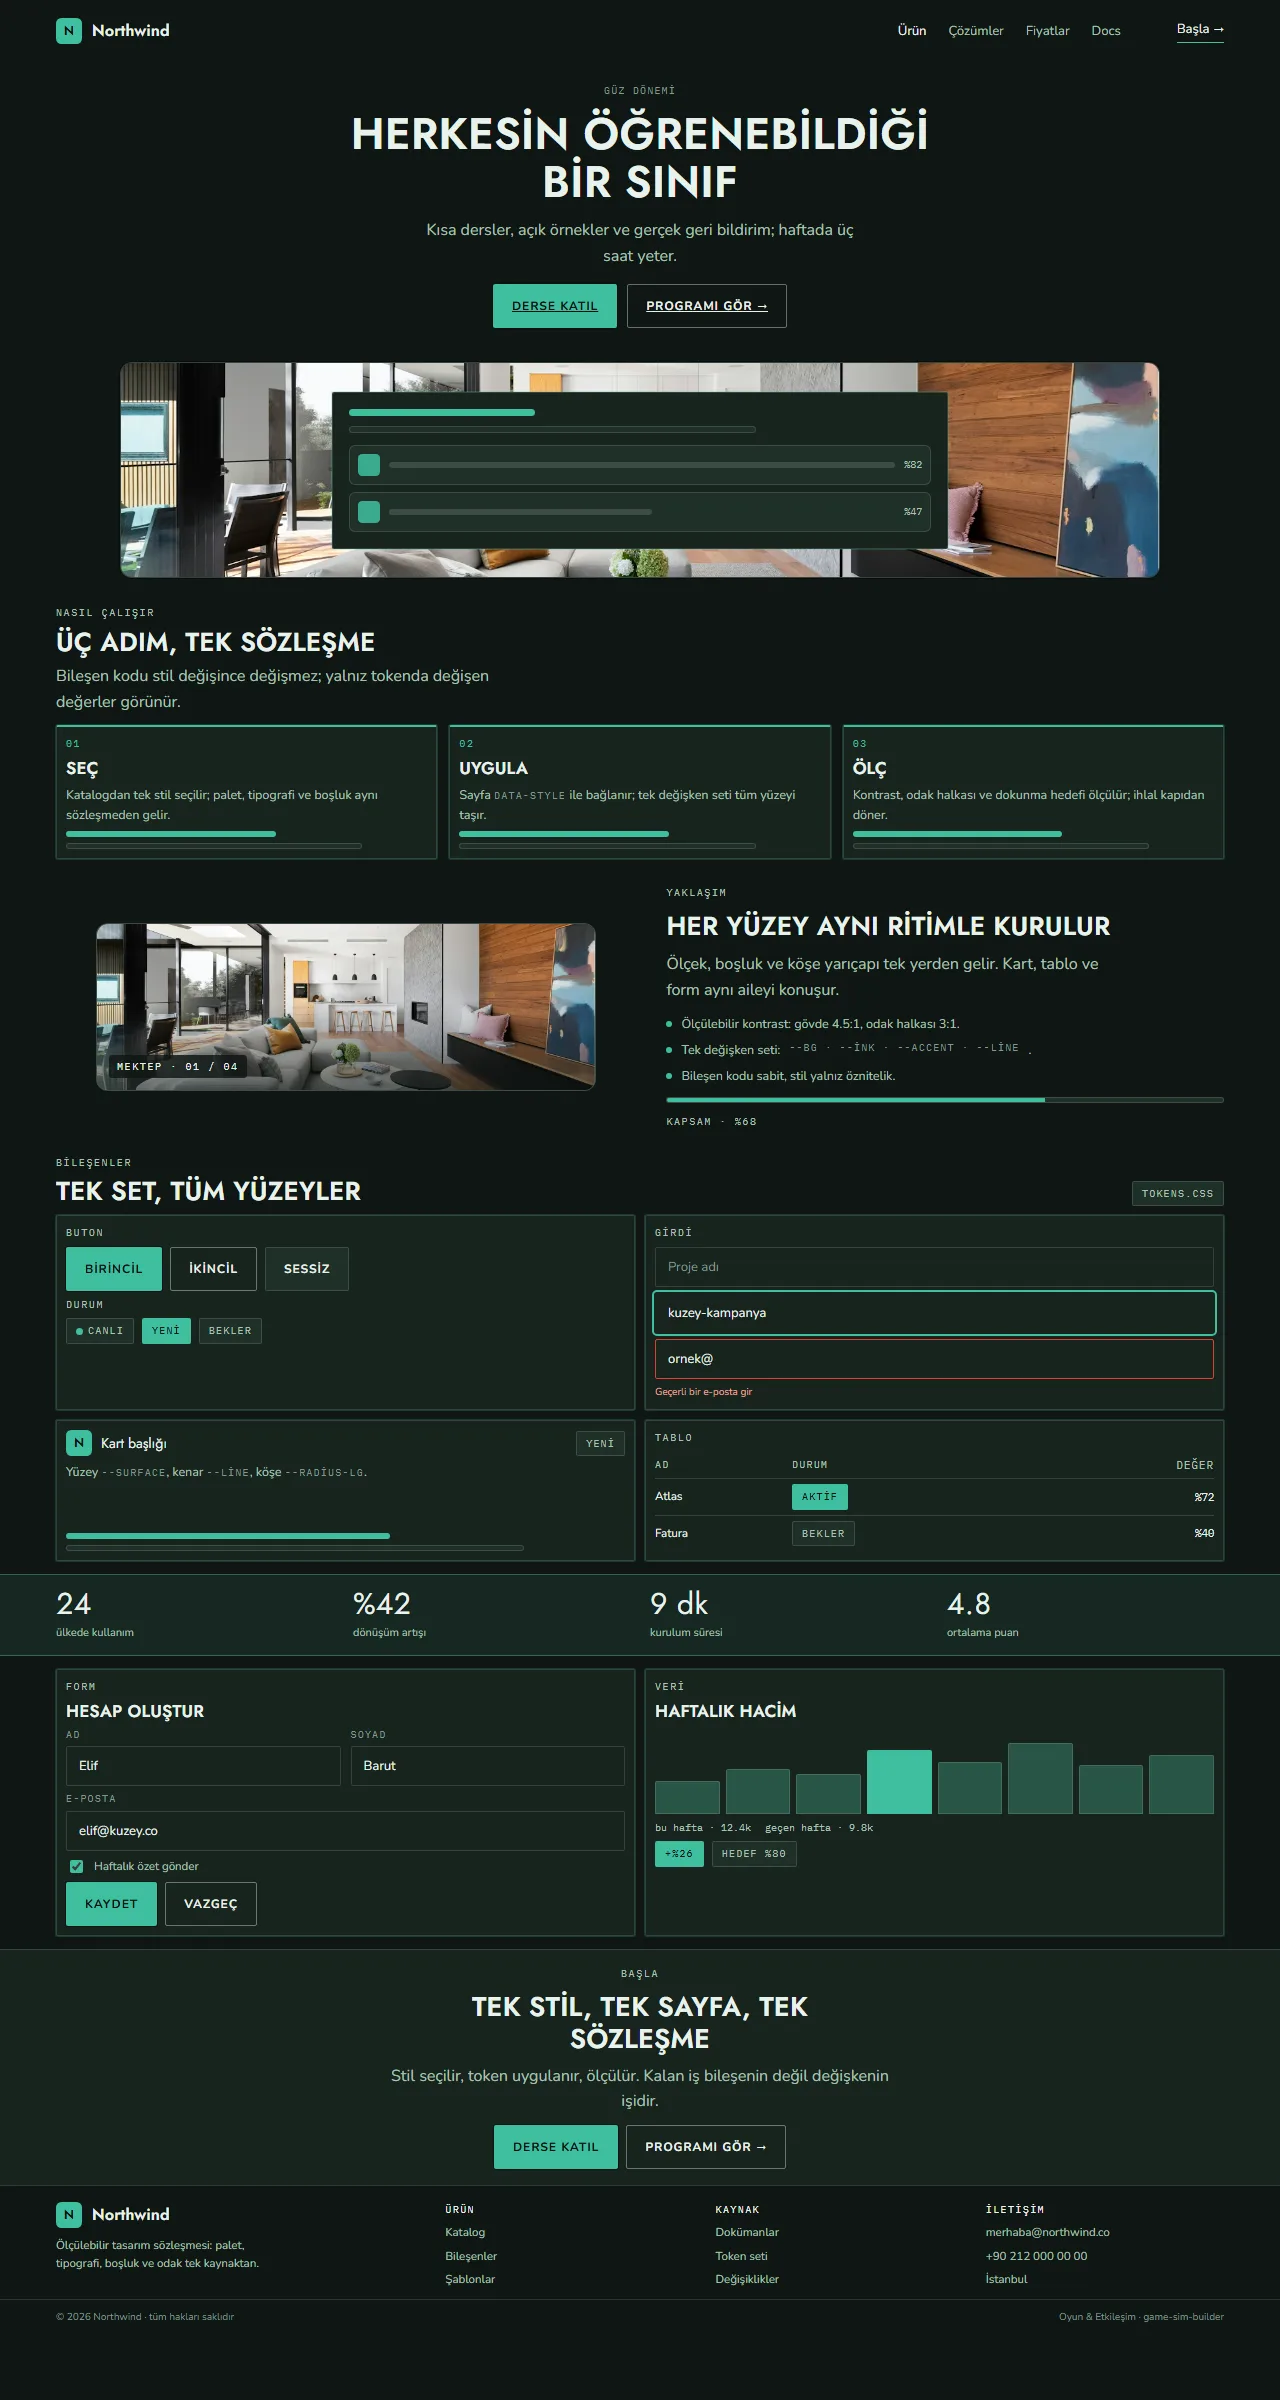 N Northwind
Ürün Çözümler Fiyatlar Docs Başla →
GÜZ DÖNEMİ
HERKESİN ÖĞRENEBİLDİĞİ
BİR SINIF
Kısa dersler, açık örnekler ve gerçek geri bildirim; haftada üç
saat yeter.
DERSE KATIL PROGRAMI GÖR →
%82
%47
NASIL ÇALIŞIR
ÜÇ ADIM, TEK SÖZLEŞME
Bileşen kodu stil değişince değişmez; yalnız tokenda değişen
değerler görünür.
01
SEÇ
Katalogdan tek stil seçilir; palet, tipografi ve boşluk aynı
sözleşmeden gelir.
02
UYGULA
Sayfa DATA-STYLE ile bağlanır; tek değişken seti tüm yüzeyi
taşır.
03
ÖLÇ
Kontrast, odak halkası ve dokunma hedefi ölçülür; ihlal kapıdan
döner.
MEKTEP · 01 / 04
YAKLAŞIM
HER YÜZEY AYNI RİTİMLE KURULUR
Ölçek, boşluk ve köşe yarıçapı tek yerden gelir. Kart, tablo ve
form aynı aileyi konuşur.
Ölçülebilir kontrast: gövde 4.5:1, odak halkası 3:1.
Tek değişken seti: --BG · --İNK · --ACCENT · --LİNE .
Bileşen kodu sabit, stil yalnız öznitelik.
KAPSAM · %68
BİLEŞENLER
TEK SET, TÜM YÜZEYLER
TOKENS.CSS
BUTON
BİRİNCİL İKİNCİL SESSİZ
DURUM
CANLI YENİ BEKLER
GİRDİ
Proje adı
kuzey-kampanya
ornek@
Geçerli bir e-posta gir
N Kart başlığı YENİ
Yüzey --SURFACE, kenar --LİNE, köşe --RADİUS-LG.
TABLO
AD DURUM DEĞER
Atlas AKTİF %72
Fatura BEKLER %40
24
ülkede kullanım
%42
dönüşüm artışı
9 dk
kurulum süresi
4.8
ortalama puan
FORM
HESAP OLUŞTUR
AD SOYAD
Elif Barut
E-POSTA
elif@kuzey.co
Haftalık özet gönder
KAYDET VAZGEÇ
VERİ
HAFTALIK HACİM
bu hafta · 12.4k geçen hafta · 9.8k
+%26 HEDEF %80
BAŞLA
TEK STİL, TEK SAYFA, TEK
SÖZLEŞME
Stil seçilir, token uygulanır, ölçülür. Kalan iş bileşenin değil değişkenin
işidir.
DERSE KATIL PROGRAMI GÖR →
N Northwind
Ölçülebilir tasarım sözleşmesi: palet,
tipografi, boşluk ve odak tek kaynaktan.
ÜRÜN
Katalog
Bileşenler
Şablonlar
KAYNAK
Dokümanlar
Token seti
Değişiklikler
İLETİŞİM
merhaba@northwind.co
+90 212 000 00 00
İstanbul
© 2026 Northwind · tüm hakları saklıdır
Oyun & Etkileşim · game-sim-builder